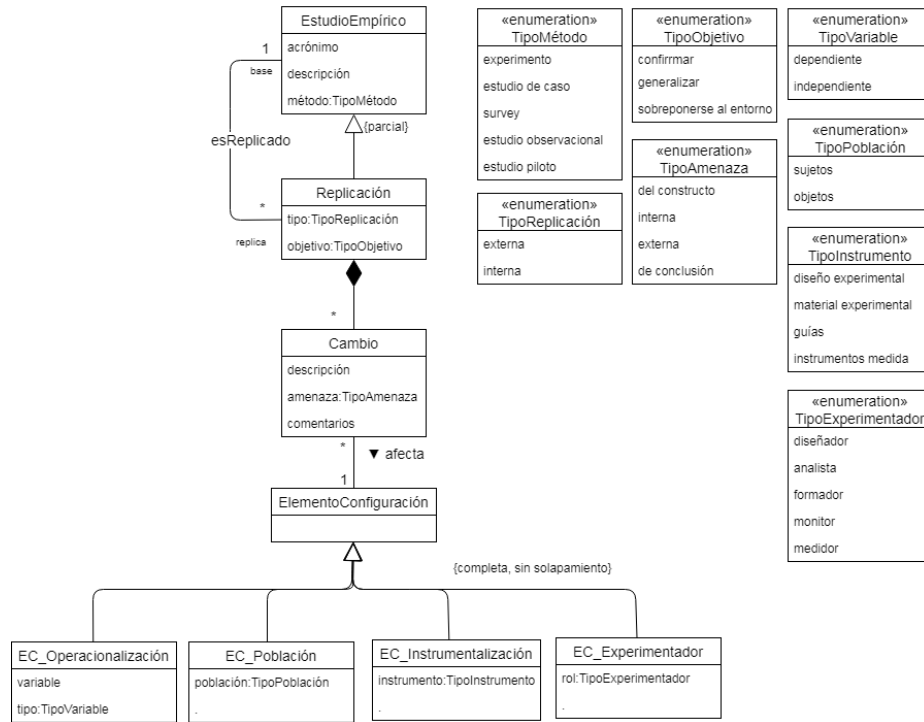 EstudioEmpírico
acrónimo
descripción
método:TipoMétodo
1
base
{parcial}
esReplicado
*
replica
Replicación
tipo:TipoReplicación
objetivo:TipoObjetivo
*
Cambio
descripción
amenaza:TipoAmenaza
comentarios
*
▼ afecta
1
ElementoConfiguración
{completa, sin solapamiento}
EC_Operacionalización
variable
tipo:TipoVariable
EC_Población
población:TipoPoblación
.
EC_Instrumentalización
instrumento:TipoInstrumento
.
EC_Experimentador
rol:TipoExperimentador
.
«enumeration»
TipoMétodo
experimento
estudio de caso
survey
estudio observacional
estudio piloto
«enumeration»
TipoReplicación
externa
interna
«enumeration»
TipoObjetivo
confirrmar
generalizar
sobreponerse al entorno
«enumeration»
TipoAmenaza
del constructo
interna
externa
de conclusión
«enumeration»
TipoVariable
dependiente
independiente
«enumeration»
TipoPoblación
sujetos
objetos
«enumeration»
TipoInstrumento
diseño experimental
material experimental
guías
instrumentos medida
«enumeration»
TipoExperimentador
diseñador
analista
formador
monitor
medidor